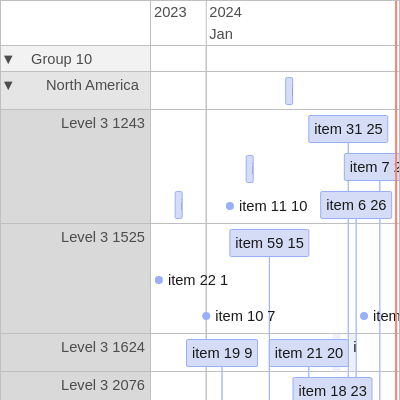 2023
2024
Jan
▼ Group 10
▼ North America
Level 3 1243
item 31 25
item 7
item 11 10
item 6 26
Level 3 1525
item 59 15
item 22 1
item 10 7
item
Level 3 1624
item 19 9
item 21 20
i
Level 3 2076
item 18 23